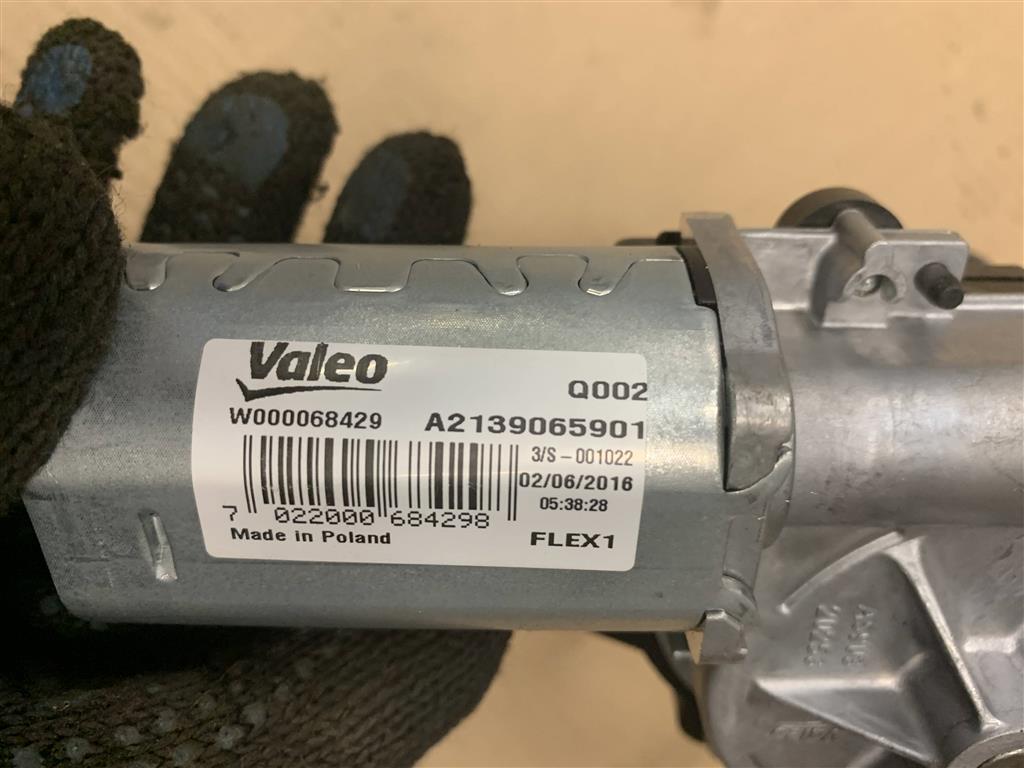 Valeo
Q002
W000068429
A2139065901
3/S-001022
02/06/2016
05:38:28
7 022000 684298
Made in Poland
FLEX1